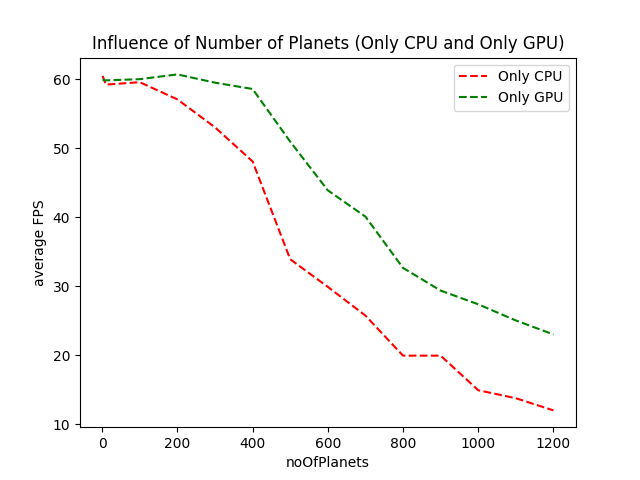 Influence of Number of Planets (Only CPU and Only GPU)
Only CPU
Only GPU
60
50
40
30
20
10
average FPS
0
200
400
600
800
1000
1200
noOfPlanets